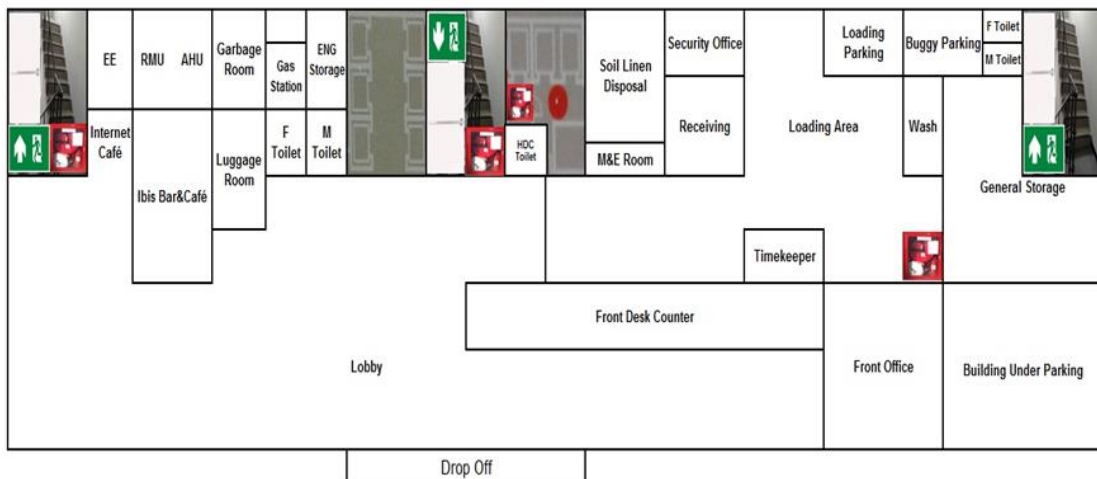 EE
RMU AHU
Garbage
Room
Gas
Station
ENG
Storage
Soil Linen
Disposal
Security Office
Loading
Parking
Buggy Parking
F Toilet
M Toilet
Internet
Café
Ibis Bar&Café
Luggage
Room
F
Toilet
M
Toilet
HDC
Toilet
M&E Room
Receiving
Loading Area
Wash
General Storage
Timekeeper
Front Desk Counter
Lobby
Front Office
Building Under Parking
Drop Off